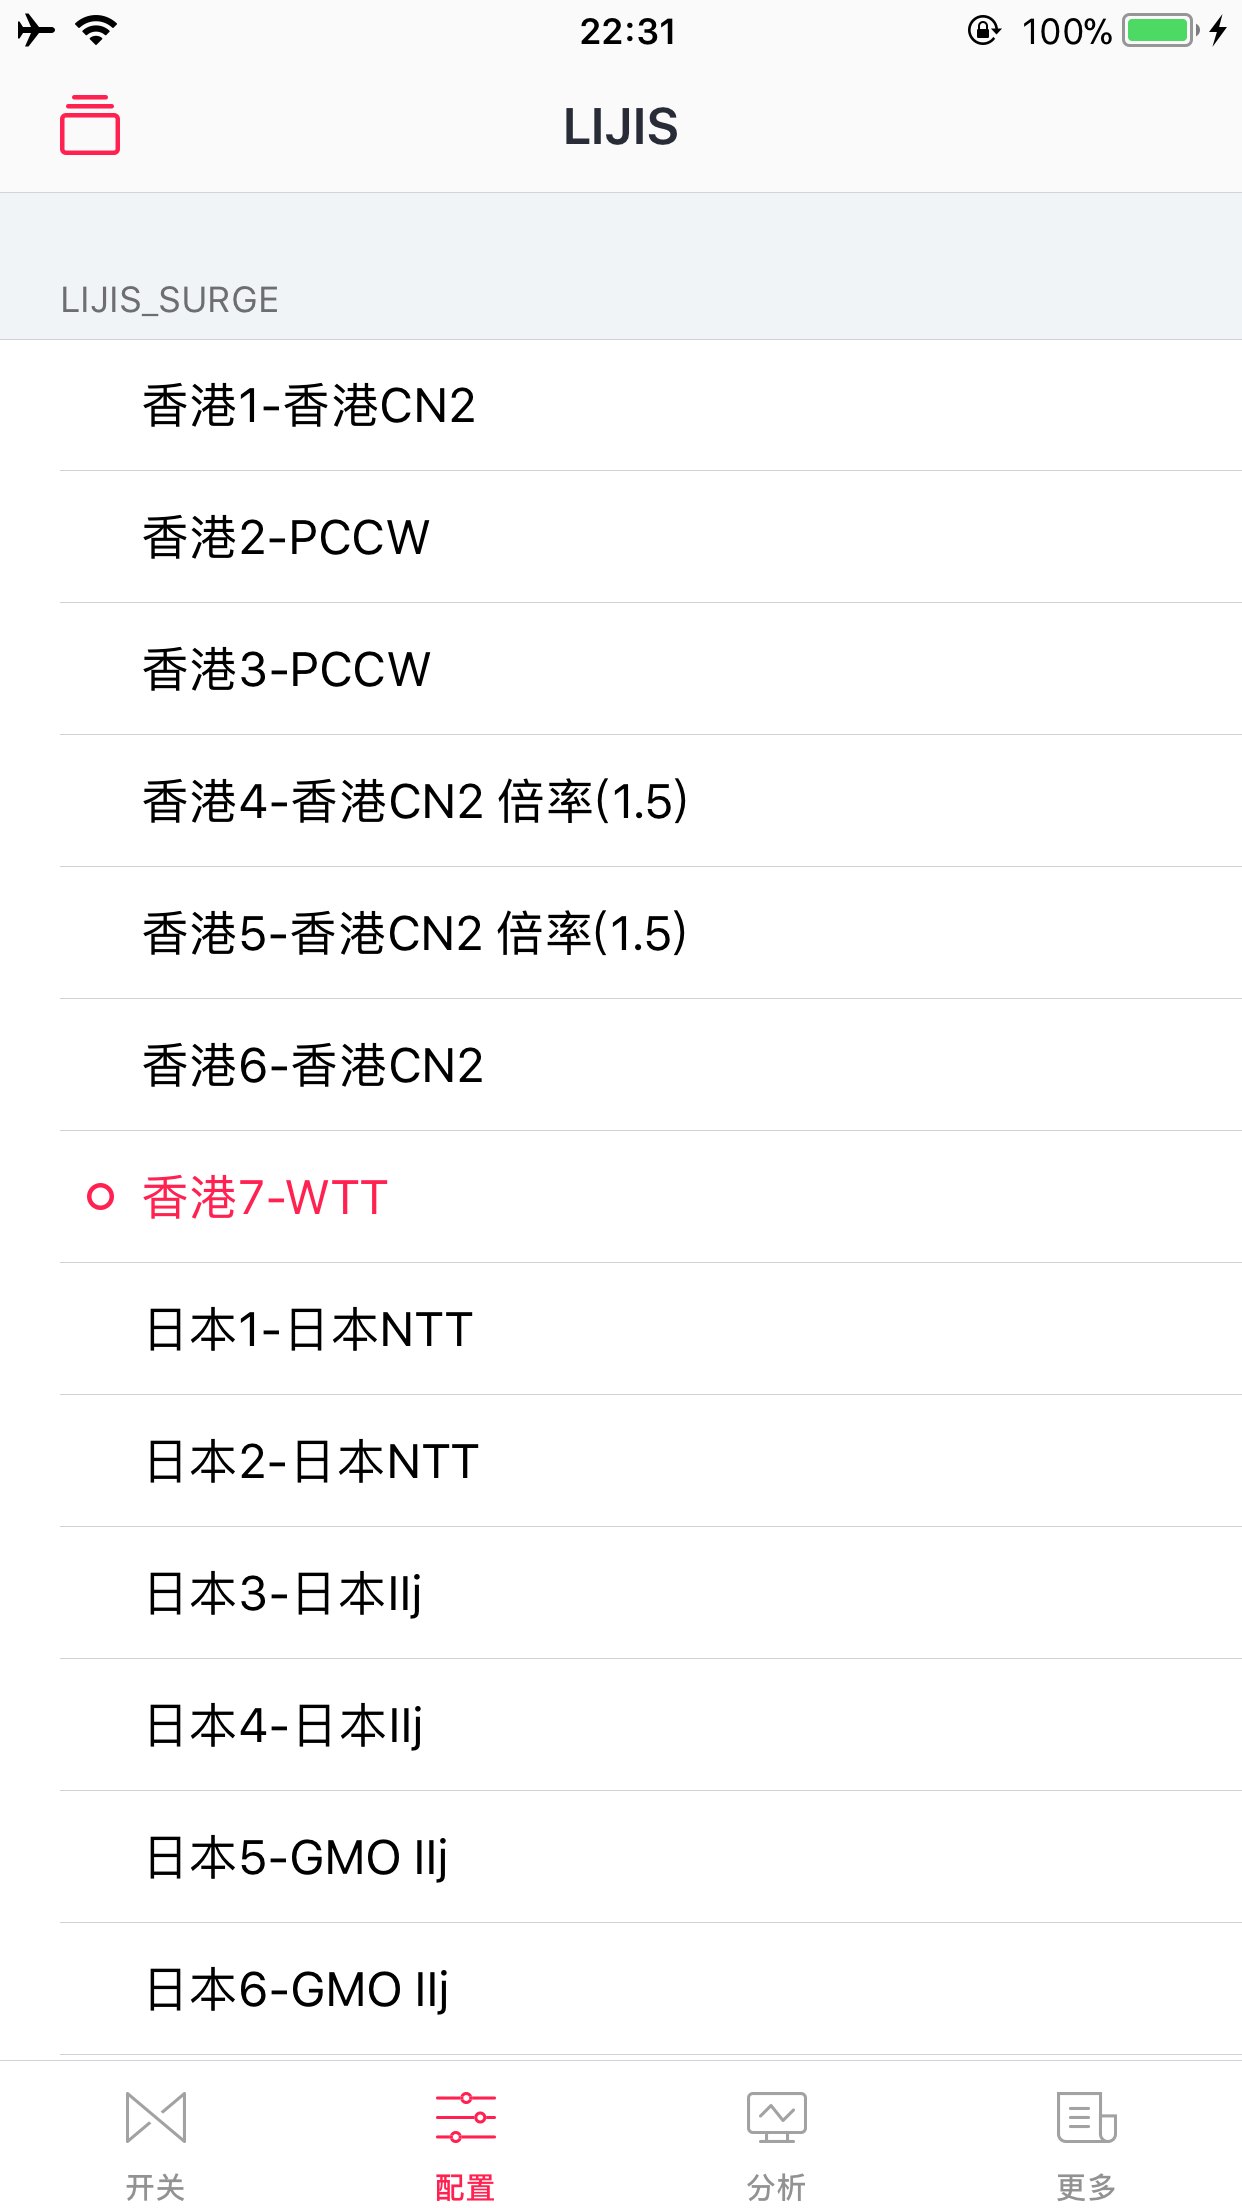 22:31
100%
LIJIS
LIJIS_SURGE
香港1-香港CN2
香港2-PCCW
香港3-PCCW
香港4-香港CN2 倍率(1.5)
香港5-香港CN2 倍率(1.5)
香港6-香港CN2
香港7-WTT
日本1-日本NTT
日本2-日本NTT
日本3-日本IIj
日本4-日本IIj
日本5-GMO IIj
日本6-GMO IIj
开关
配置
分析
更多